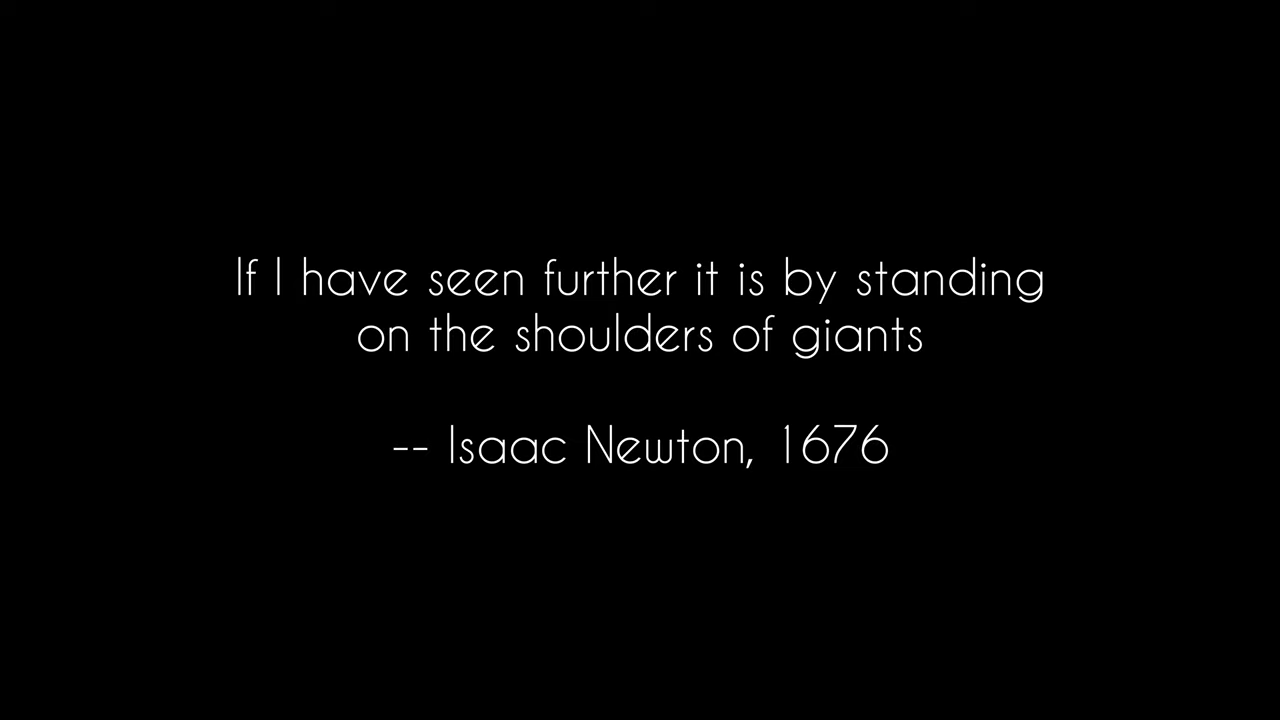 If I have seen further it is by standing
on the shoulders of giants
-- Isaac Newton, 1676